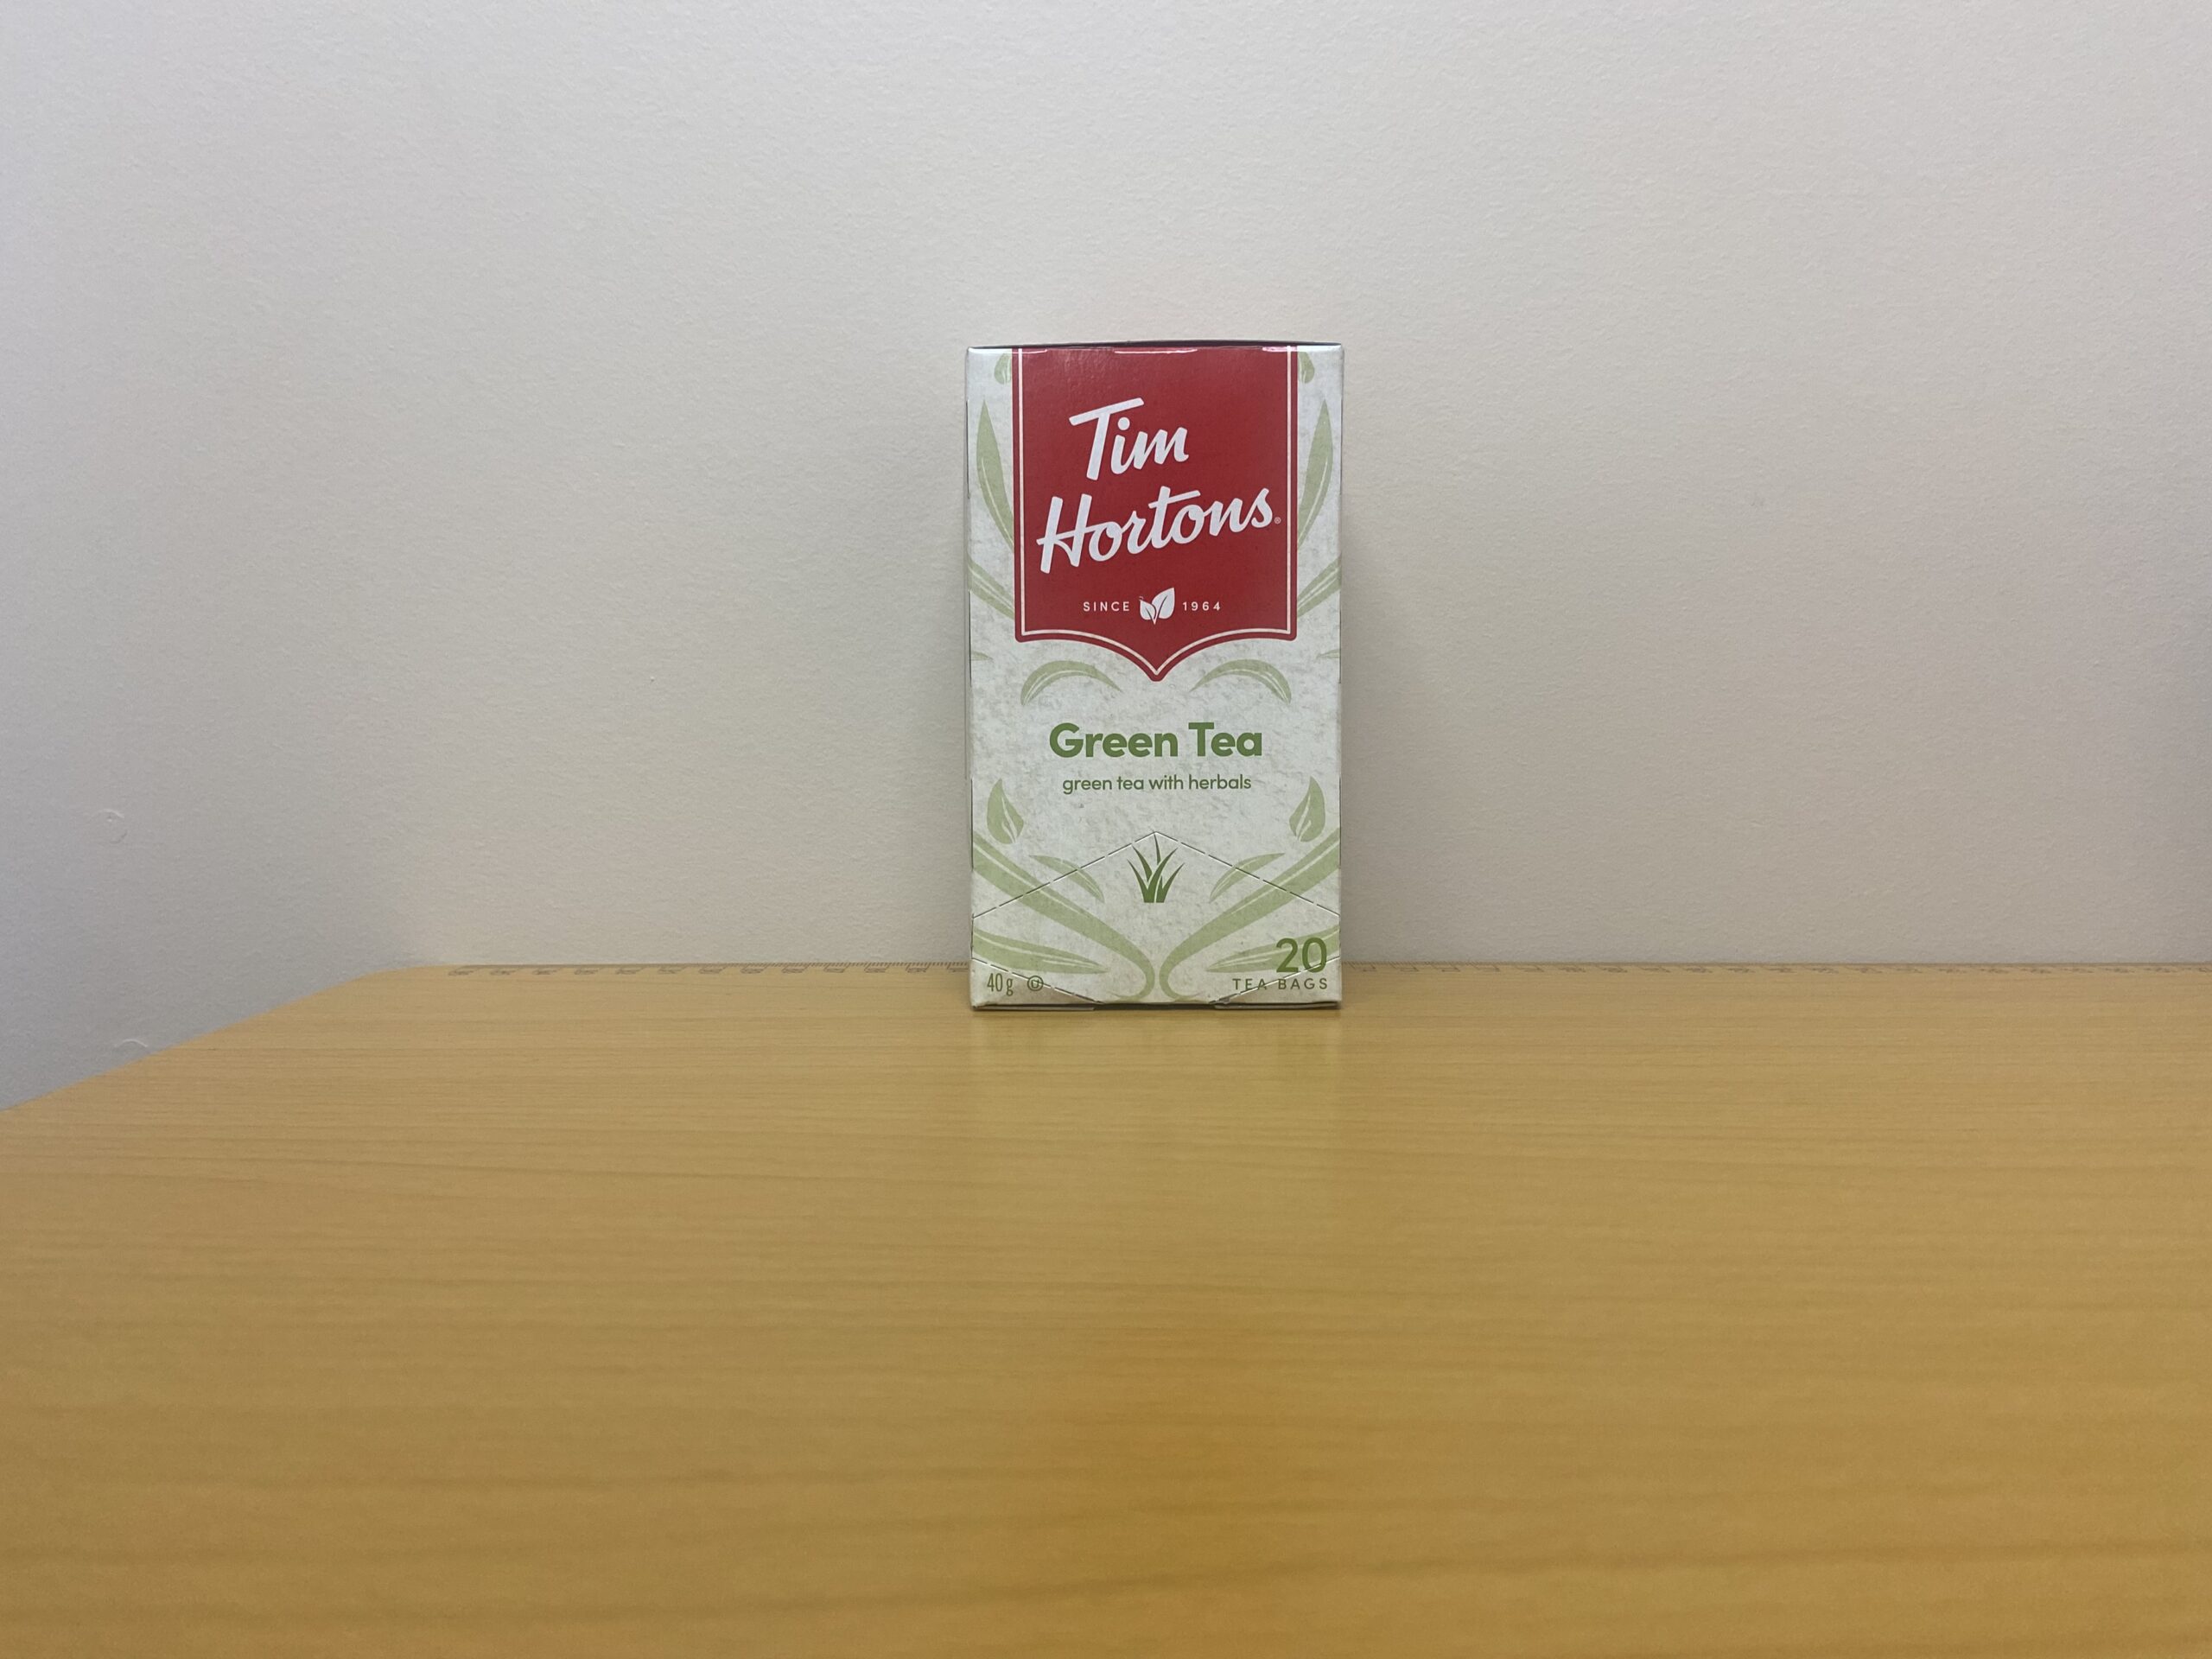 Tim
Hortons®
SINCE 1964
Green Tea
green tea with herbals
20
40 g
TEA BAGS